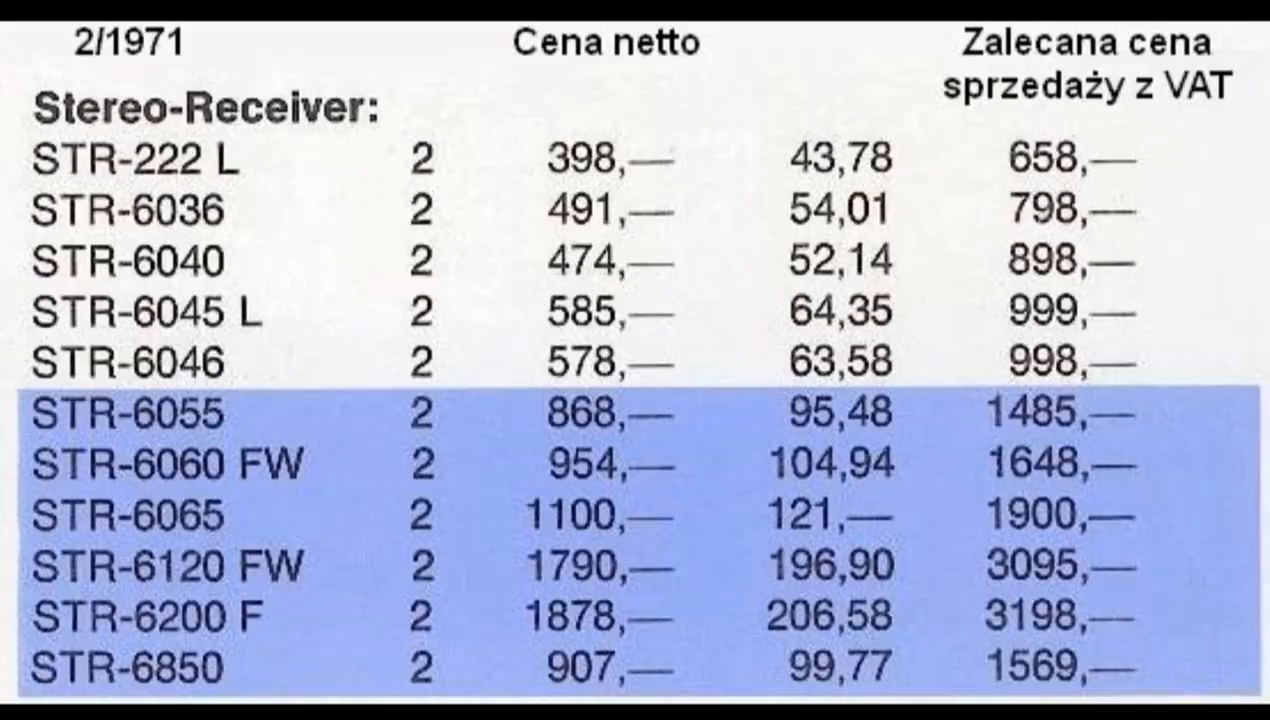 2/1971 Cena netto Zalecana cena
sprzedaży z VAT
Stereo-Receiver:
STR-222 L 2 398,— 43,78 658,—
STR-6036 2 491,— 54,01 798,—
STR-6040 2 474,— 52,14 898,—
STR-6045 L 2 585,— 64,35 999,—
STR-6046 2 578,— 63,58 998,—
STR-6055 2 868,— 95,48 1485,—
STR-6060 FW 2 954,— 104,94 1648,—
STR-6065 2 1100,— 121,— 1900,—
STR-6120 FW 2 1790,— 196,90 3095,—
STR-6200 F 2 1878,— 206,58 3198,—
STR-6850 2 907,— 99,77 1569,—